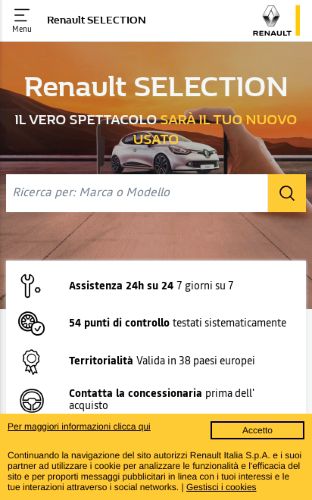 Menu
Renault SELECTION
RENAULT
Renault SELECTION
IL VERO SPETTACOLO SARÀ IL TUO NUOVO
USATO
Ricerca per: Marca o Modello
Assistenza 24h su 24 7 giorni su 7
54 punti di controllo testati sistematicamente
Territorialità Valida in 38 paesi europei
Contatta la concessionaria prima dell'
acquisto
Per maggiori informazioni clicca qui
Accetto
Continuando la navigazione del sito autorizzi Renault Italia S.p.A. e i suoi
partner ad utilizzare i cookie per analizzare le funzionalità e l'efficacia del
sito e per proporti messaggi pubblicitari in linea con i tuoi interessi e le
tue interazioni attraverso i social networks. | Gestisci i cookies